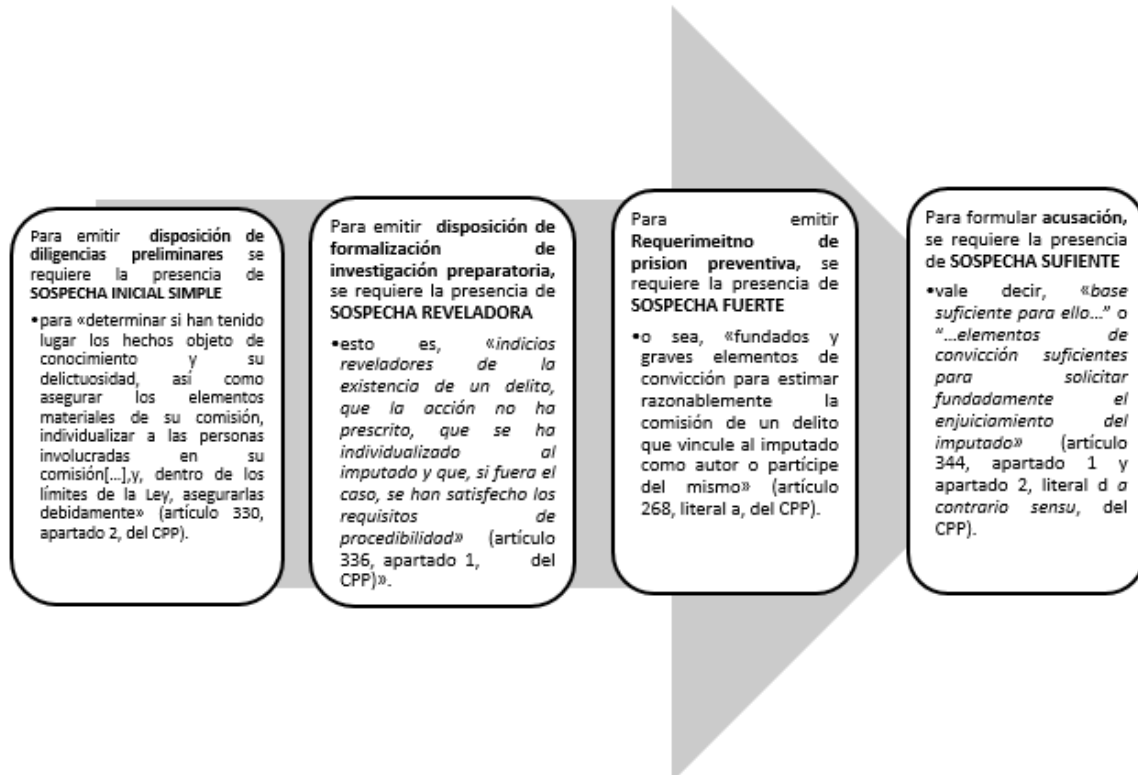 Para emitir disposición de
diligencias preliminares se
requiere la presencia de
SOSPECHA INICIAL SIMPLE
•para «determinar si han tenido
lugar los hechos objeto de
conocimiento y su
delictuosidad, así como
asegurar los elementos
materiales de su comisión,
individualizar a las personas
involucradas en su
comisión[...],y, dentro de los
límites de la Ley, asegurarlas
debidamente» (artículo 330,
apartado 2, del CPP).
Para emitir disposición de
formalización de
investigación preparatoria,
se requiere la presencia de
SOSPECHA REVELADORA
•esto es, «indicios
reveladores de la
existencia de un delito,
que la acción no ha
prescrito, que se ha
individualizado al
imputado y que, si fuera el
caso, se han satisfecho los
requisitos de
procedibilidad» (artículo
336, apartado 1, del
CPP)».
Para emitir
Requerimeitno de
prision preventiva, se
requiere la presencia de
SOSPECHA FUERTE
•o sea, «fundados y
graves elementos de
convicción para estimar
razonablemente la
comisión de un delito
que vincule al imputado
como autor o partícipe
del mismo» (artículo
268, literal a, del CPP).
Para formular acusación,
se requiere la presencia
de SOSPECHA SUFIENTE
•vale decir, «base
suficiente para ello…" o
"…elementos de
convicción suficientes
para solicitar
fundadamente el
enjuiciamiento del
imputado» (artículo
344, apartado 1 y
apartado 2, literal d a
contrario sensu, del
CPP).